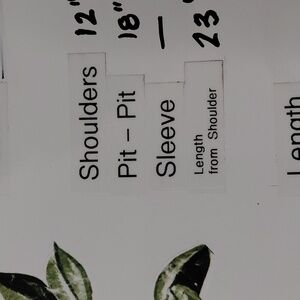 Shoulders 12"
Pit - Pit 18"
Sleeve —
Length
from Shoulder 23"
Length